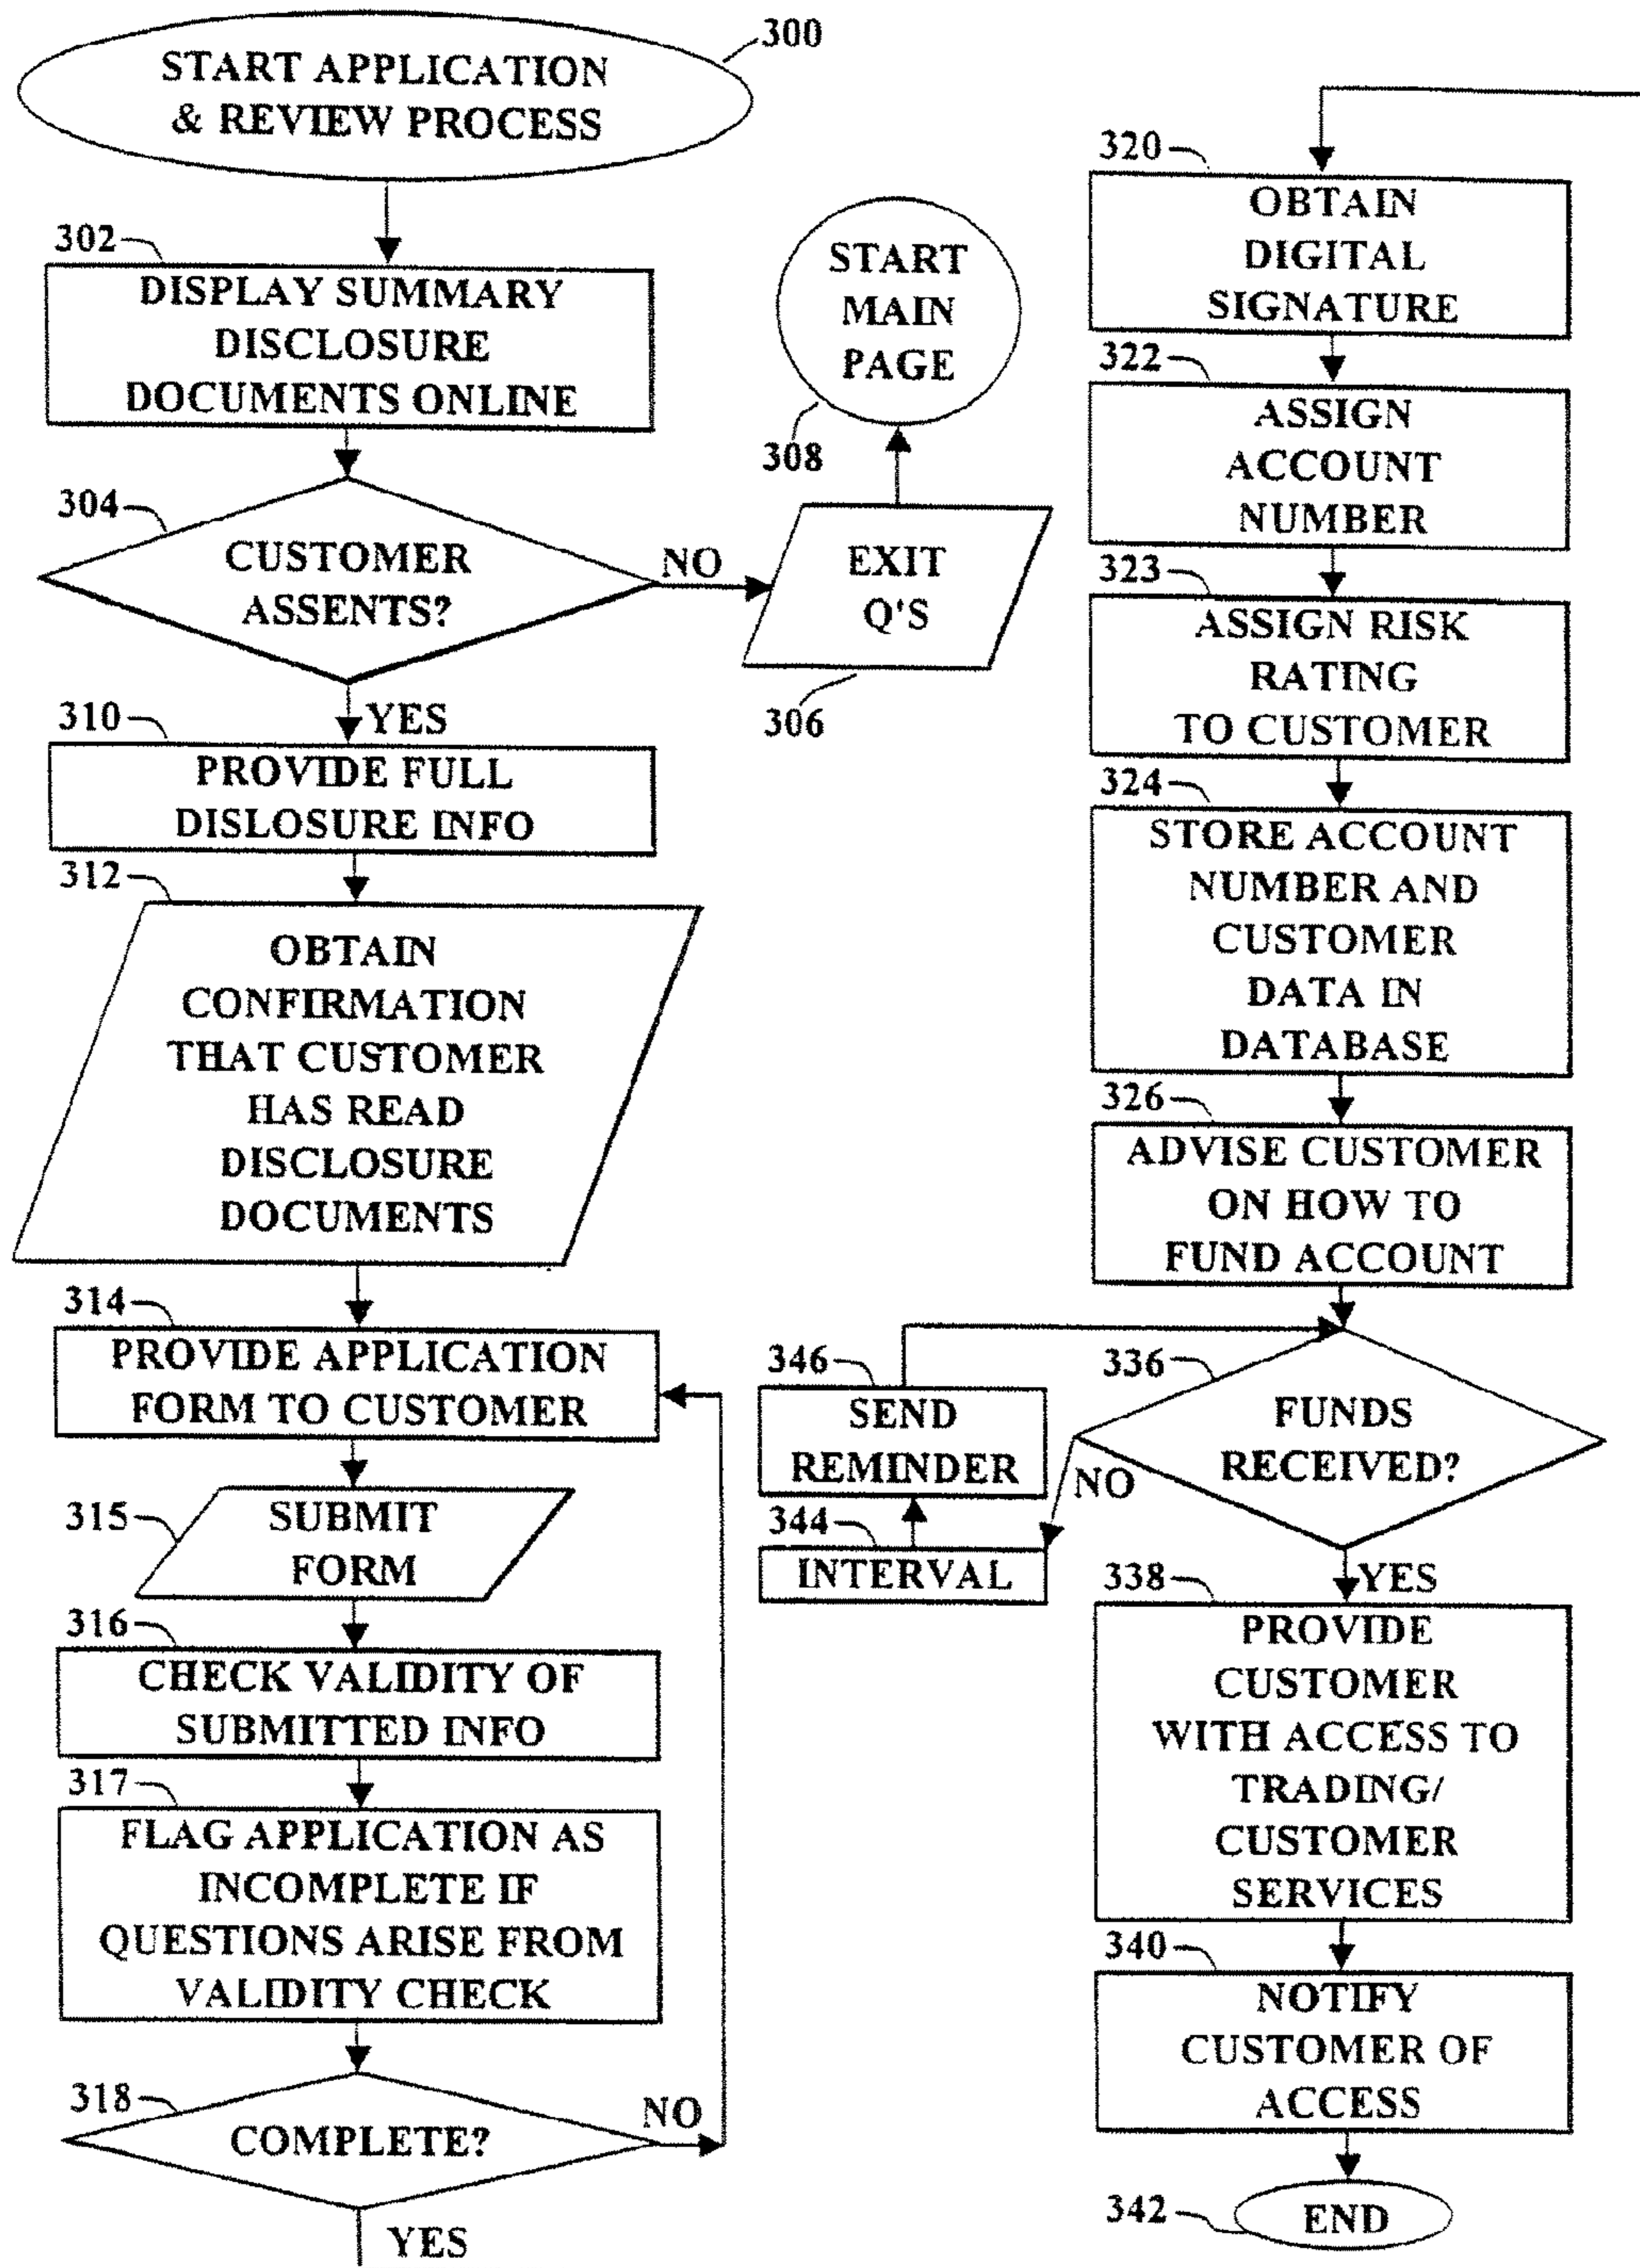 300
START APPLICATION
& REVIEW PROCESS
302
DISPLAY SUMMARY
DISCLOSURE
DOCUMENTS ONLINE
304
CUSTOMER
ASSENTS?
NO
EXIT
Q'S
306
START
MAIN
PAGE
308
YES
310
PROVIDE FULL
DISLOSURE INFO
312
OBTAIN
CONFIRMATION
THAT CUSTOMER
HAS READ
DISCLOSURE
DOCUMENTS
314
PROVIDE APPLICATION
FORM TO CUSTOMER
315
SUBMIT
FORM
316
CHECK VALIDITY OF
SUBMITTED INFO
317
FLAG APPLICATION AS
INCOMPLETE IF
QUESTIONS ARISE FROM
VALIDITY CHECK
318
COMPLETE?
NO
YES
320
OBTAIN
DIGITAL
SIGNATURE
322
ASSIGN
ACCOUNT
NUMBER
323
ASSIGN RISK
RATING
TO CUSTOMER
324
STORE ACCOUNT
NUMBER AND
CUSTOMER
DATA IN
DATABASE
326
ADVISE CUSTOMER
ON HOW TO
FUND ACCOUNT
336
FUNDS
RECEIVED?
NO
344
INTERVAL
346
SEND
REMINDER
YES
338
PROVIDE
CUSTOMER
WITH ACCESS TO
TRADING/
CUSTOMER
SERVICES
340
NOTIFY
CUSTOMER OF
ACCESS
342
END